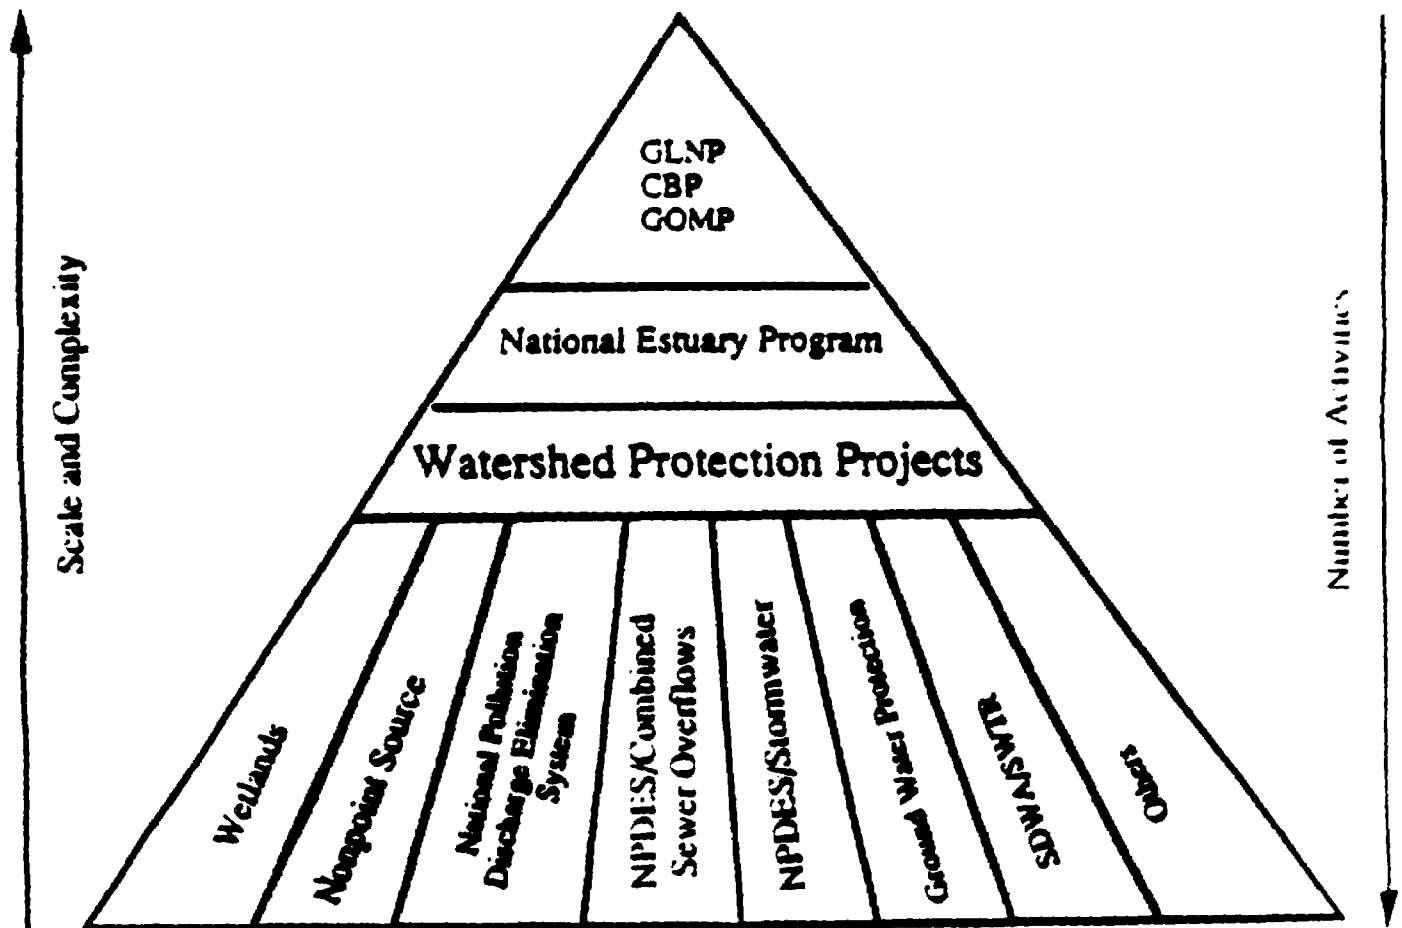 GLNP
CBP
GOMP
National Estuary Program
Watershed Protection Projects
Scale and Complexity
Number of Activities
Wetlands
Nonpoint Source
National Pollution
Discharge Elimination
System
NPDES/Combined
Sewer Overflows
NPDES/Stormwater
Ground Water Protection
SDWA/SWTR
Others